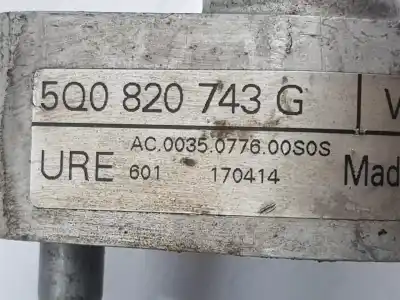 5Q0 820 743 G V
AC.0035.0776.00S0S
URE 601 170414 Mad